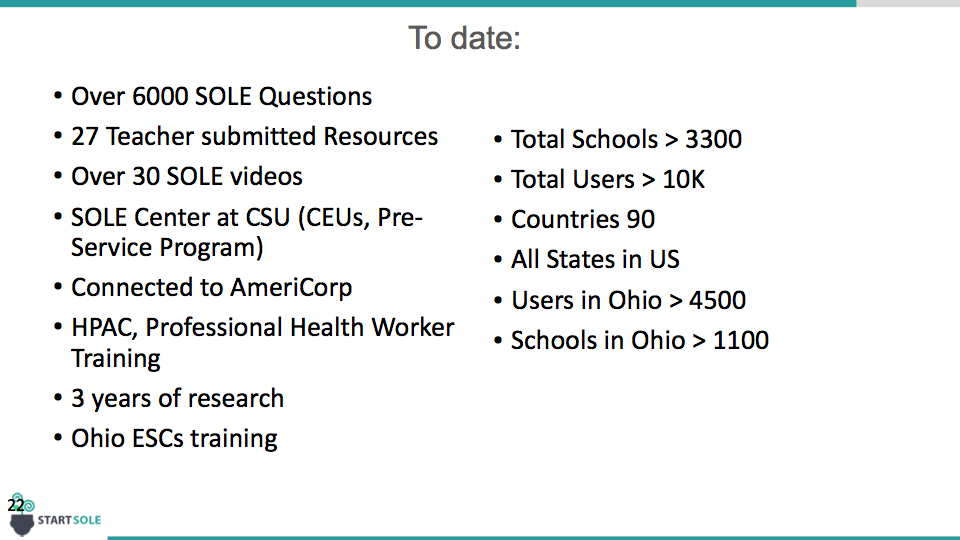 To date:
• Over 6000 SOLE Questions
• 27 Teacher submitted Resources
• Over 30 SOLE videos
• SOLE Center at CSU (CEUs, Pre-
Service Program)
• Connected to AmeriCorp
• HPAC, Professional Health Worker
Training
• 3 years of research
• Ohio ESCs training
• Total Schools > 3300
• Total Users > 10K
• Countries 90
• All States in US
• Users in Ohio > 4500
• Schools in Ohio > 1100
22
STARTSOLE